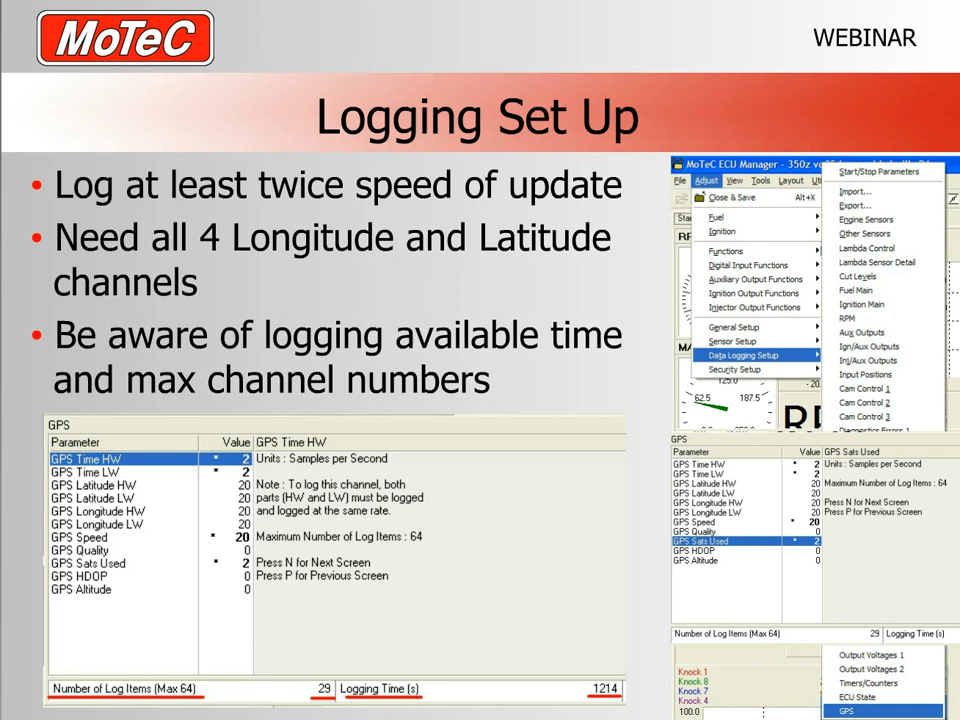 MoTeC
WEBINAR
Logging Set Up
• Log at least twice speed of update
• Need all 4 Longitude and Latitude
channels
• Be aware of logging available time
and max channel numbers
GPS
Parameter Value GPS Time HW
GPS Time HW * 2 Units : Samples per Second
GPS Time LW * 2
GPS Latitude HW 20 Note : To log this channel, both
GPS Latitude LW 20 parts (HW and LW) must be logged
GPS Longitude HW 20 and logged at the same rate.
GPS Longitude LW 20
GPS Speed * 20 Maximum Number of Log Items : 64
GPS Quality 0
GPS Sats Used * 2 Press N for Next Screen
GPS HDOP 0 Press P for Previous Screen
GPS Altitude 0
Number of Log Items (Max 64) 29 Logging Time (s) 1214
MoTeC ECU Manager - 350z
File Adjust View Tools Layout
Close & Save Alt+X
Fuel
Ignition
Functions
Digital Input Functions
Auxiliary Output Functions
Ignition Output Functions
Injector Output Functions
General Setup
Sensor Setup
Data Logging Setup
Security Setup
125.0
62.5 187.5
- 20.
Start/Stop Parameters
Import...
Export...
Engine Sensors
Other Sensors
Lambda Control
Lambda Sensor Detail
Cut Levels
Fuel Main
Ignition Main
RPM
Aux Outputs
Ign/Aux Outputs
Inj/Aux Outputs
Input Positions
Cam Control 1
Cam Control 2
Cam Control 3
Diagnostics Errors 1
GPS
Parameter Value GPS Sats Used
GPS Time HW * 2 Units : Samples per Second
GPS Time LW * 2
GPS Latitude HW 20 Maximum Number of Log Items : 64
GPS Latitude LW 20
GPS Longitude HW 20 Press N for Next Screen
GPS Longitude LW 20 Press P for Previous Screen
GPS Speed * 20
GPS Quality 0
GPS Sats Used * 2
GPS HDOP 0
GPS Altitude 0
Number of Log Items (Max 64) 29 Logging Time (s)
Knock 1
Knock 8
Knock 7
Knock 4
100.0
Output Voltages 1
Output Voltages 2
Timers/Counters
ECU State
GPS